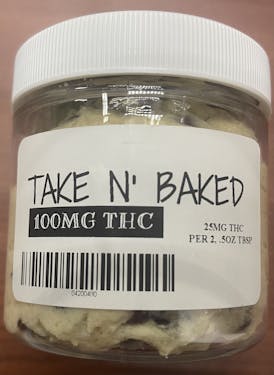 TAKE N' BAKED
100MG THC
25MG THC
PER 2, .5OZ TBSP